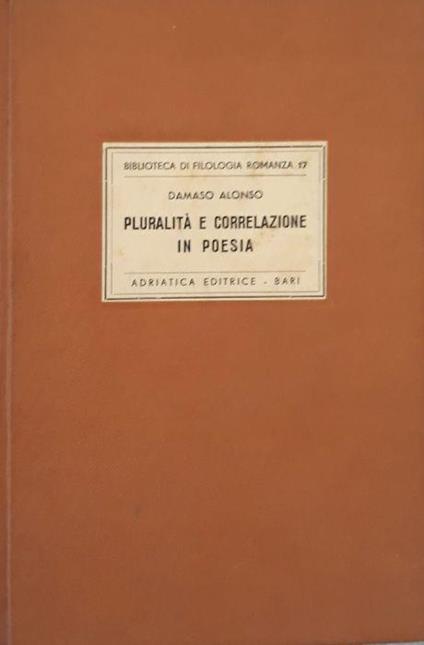 BIBLIOTECA DI FILOLOGIA ROMANZA 17
DAMASO ALONSO
PLURALITÀ E CORRELAZIONE
IN POESIA
ADRIATICA EDITRICE - BARI